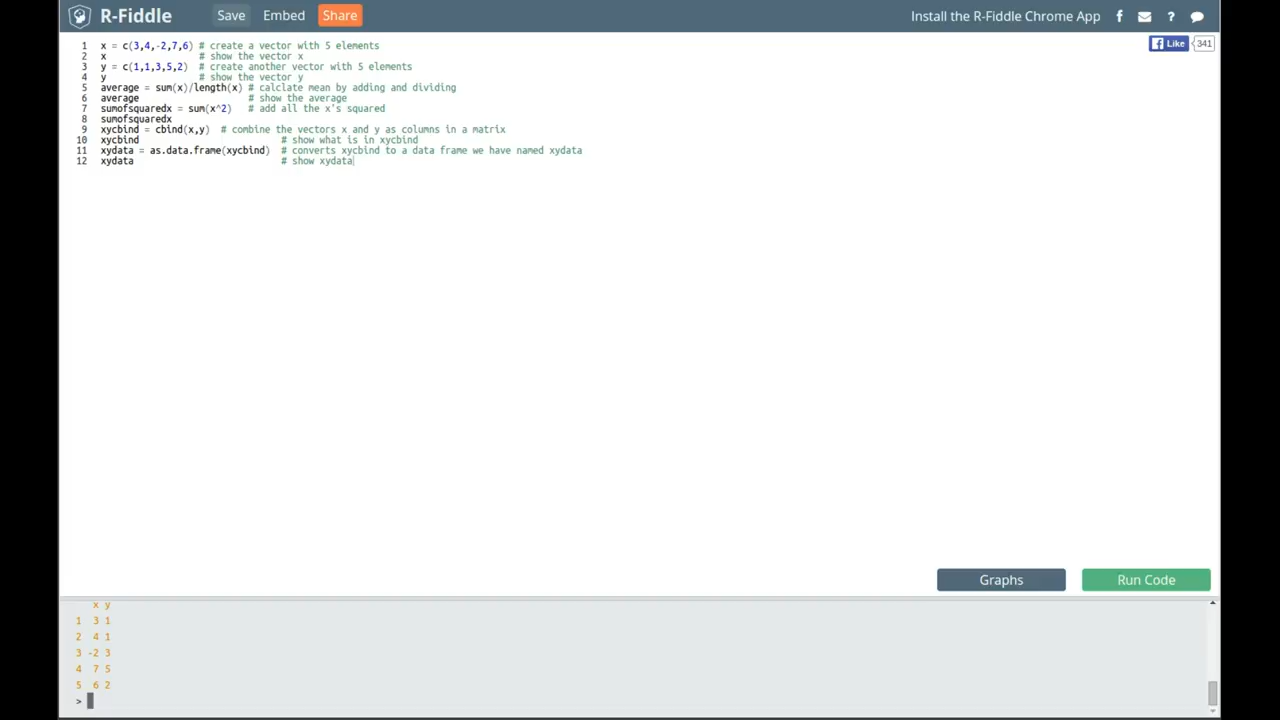 R-Fiddle Save Embed Share Install the R-Fiddle Chrome App f ?
Like 341
1 x = c(3,4,-2,7,6) # create a vector with 5 elements
2 x # show the vector x
3 y = c(1,1,3,5,2) # create another vector with 5 elements
4 y # show the vector y
5 average = sum(x)/length(x) # calclate mean by adding and dividing
6 average # show the average
7 sumofsquaredx = sum(x^2) # add all the x's squared
8 sumofsquaredx
9 xycbind = cbind(x,y) # combine the vectors x and y as columns in a matrix
10 xycbind # show what is in xycbind
11 xydata = as.data.frame(xycbind) # converts xycbind to a data frame we have named xydata
12 xydata # show xydata
Graphs Run Code
x y
1 3 1
2 4 1
3 -2 3
4 7 5
5 6 2
>